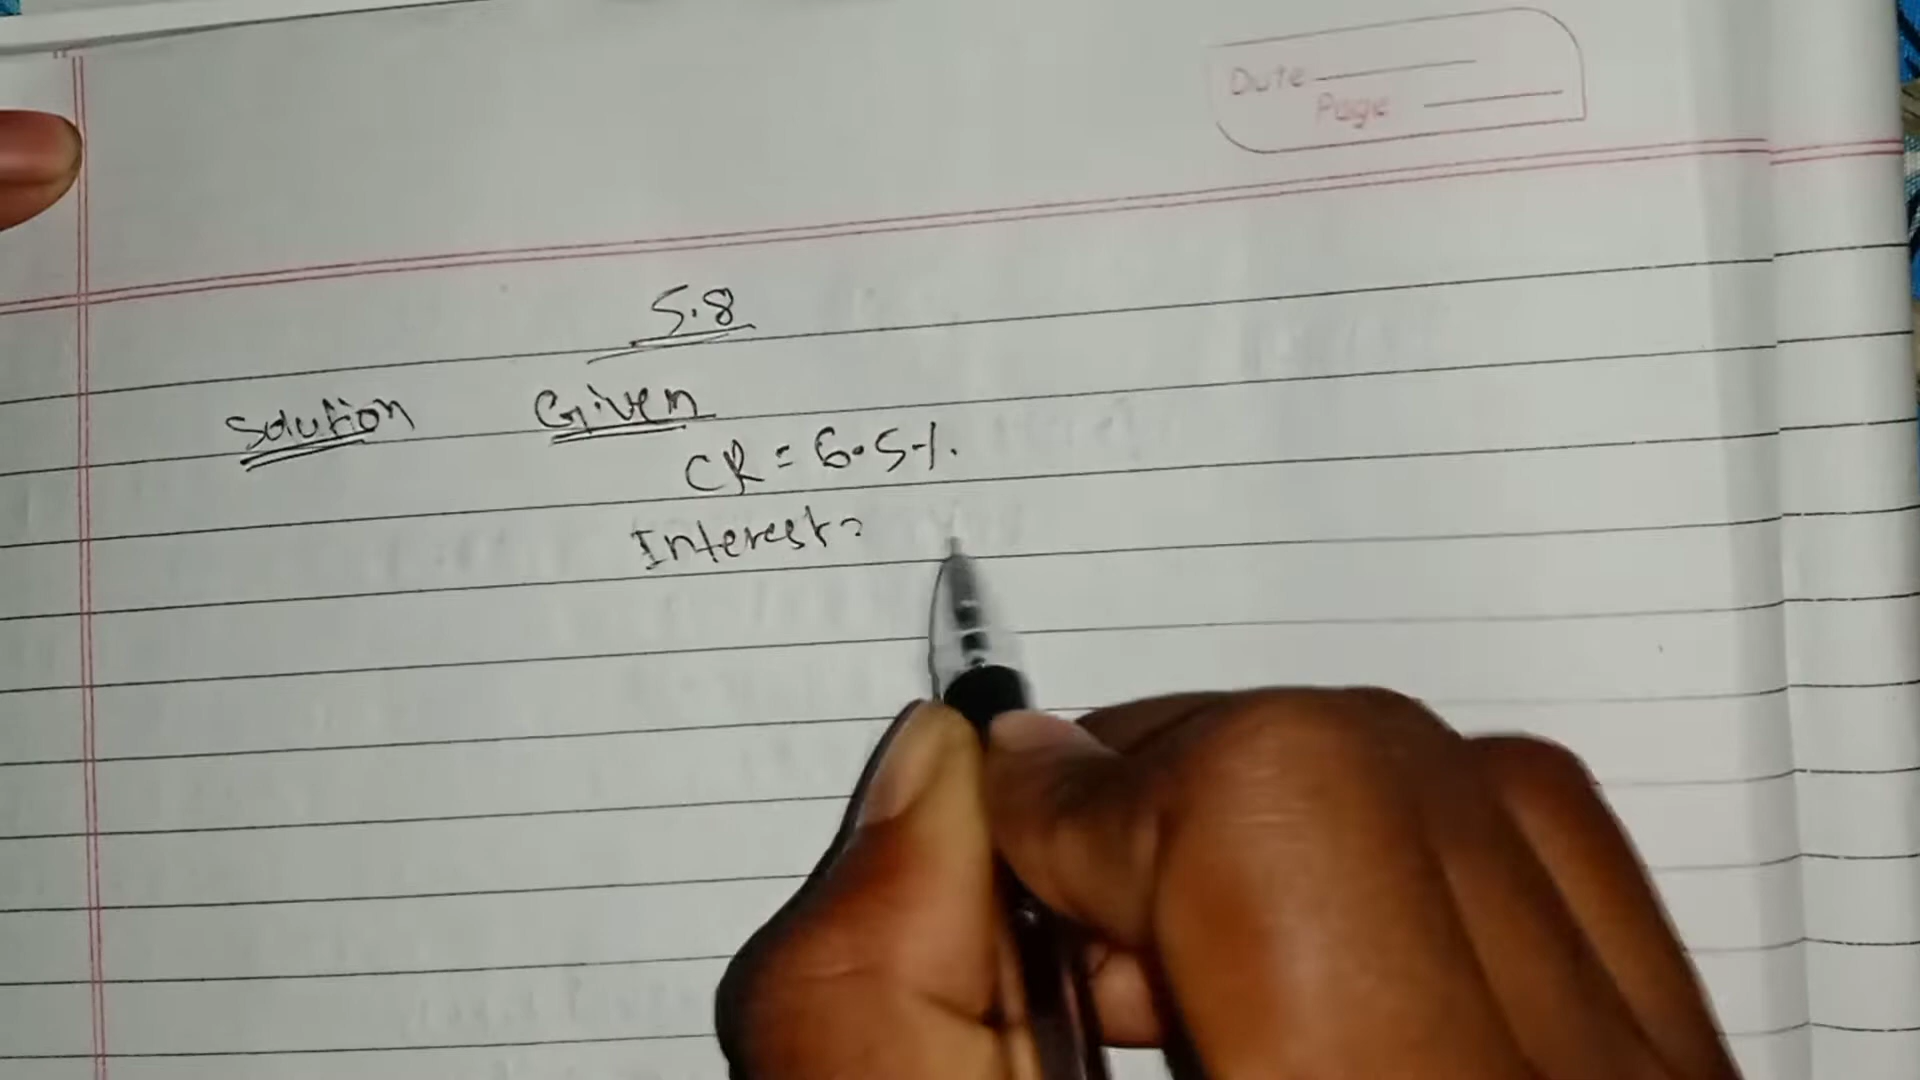 Date
Page
5.8
Solution Given
CR = 6.5%.
Interest =